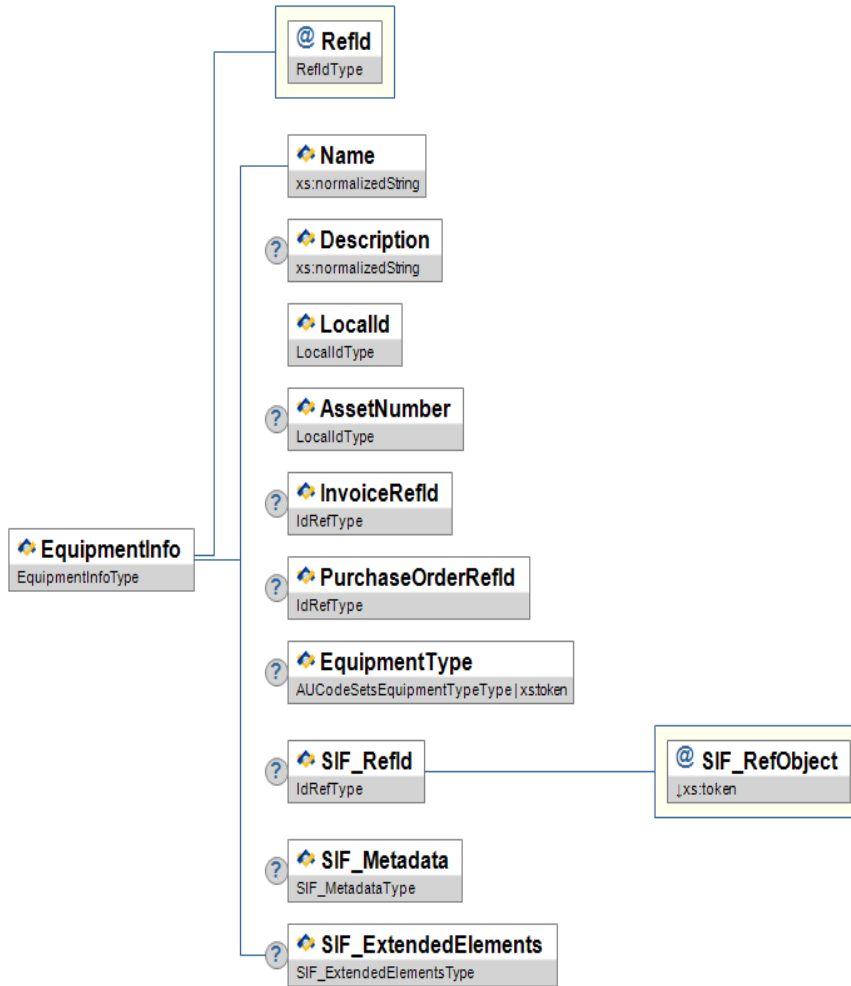 @ RefId
RefIdType
Name
xs:normalizedString
? Description
xs:normalizedString
LocalId
LocalIdType
? AssetNumber
LocalIdType
? InvoiceRefId
IdRefType
EquipmentInfo
EquipmentInfoType
? PurchaseOrderRefId
IdRefType
? EquipmentType
AUCodeSetsEquipmentTypeType|xs:token
? SIF_RefId
IdRefType
@ SIF_RefObject
↓xs:token
? SIF_Metadata
SIF_MetadataType
? SIF_ExtendedElements
SIF_ExtendedElementsType